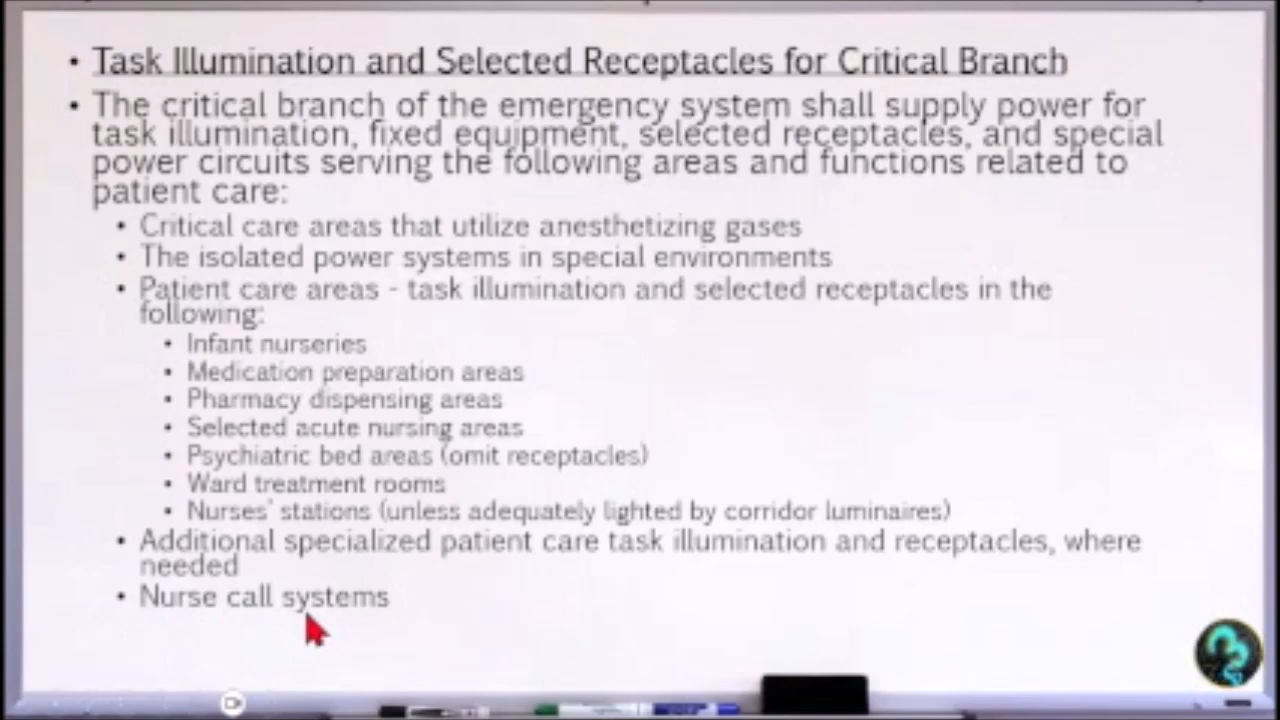 • Task Illumination and Selected Receptacles for Critical Branch
• The critical branch of the emergency system shall supply power for
task illumination, fixed equipment, selected receptacles, and special
power circuits serving the following areas and functions related to
patient care:
• Critical care areas that utilize anesthetizing gases
• The isolated power systems in special environments
• Patient care areas - task illumination and selected receptacles in the
following:
• Infant nurseries
• Medication preparation areas
• Pharmacy dispensing areas
• Selected acute nursing areas
• Psychiatric bed areas (omit receptacles)
• Ward treatment rooms
• Nurses' stations (unless adequately lighted by corridor luminaires)
• Additional specialized patient care task illumination and receptacles, where
needed
• Nurse call systems